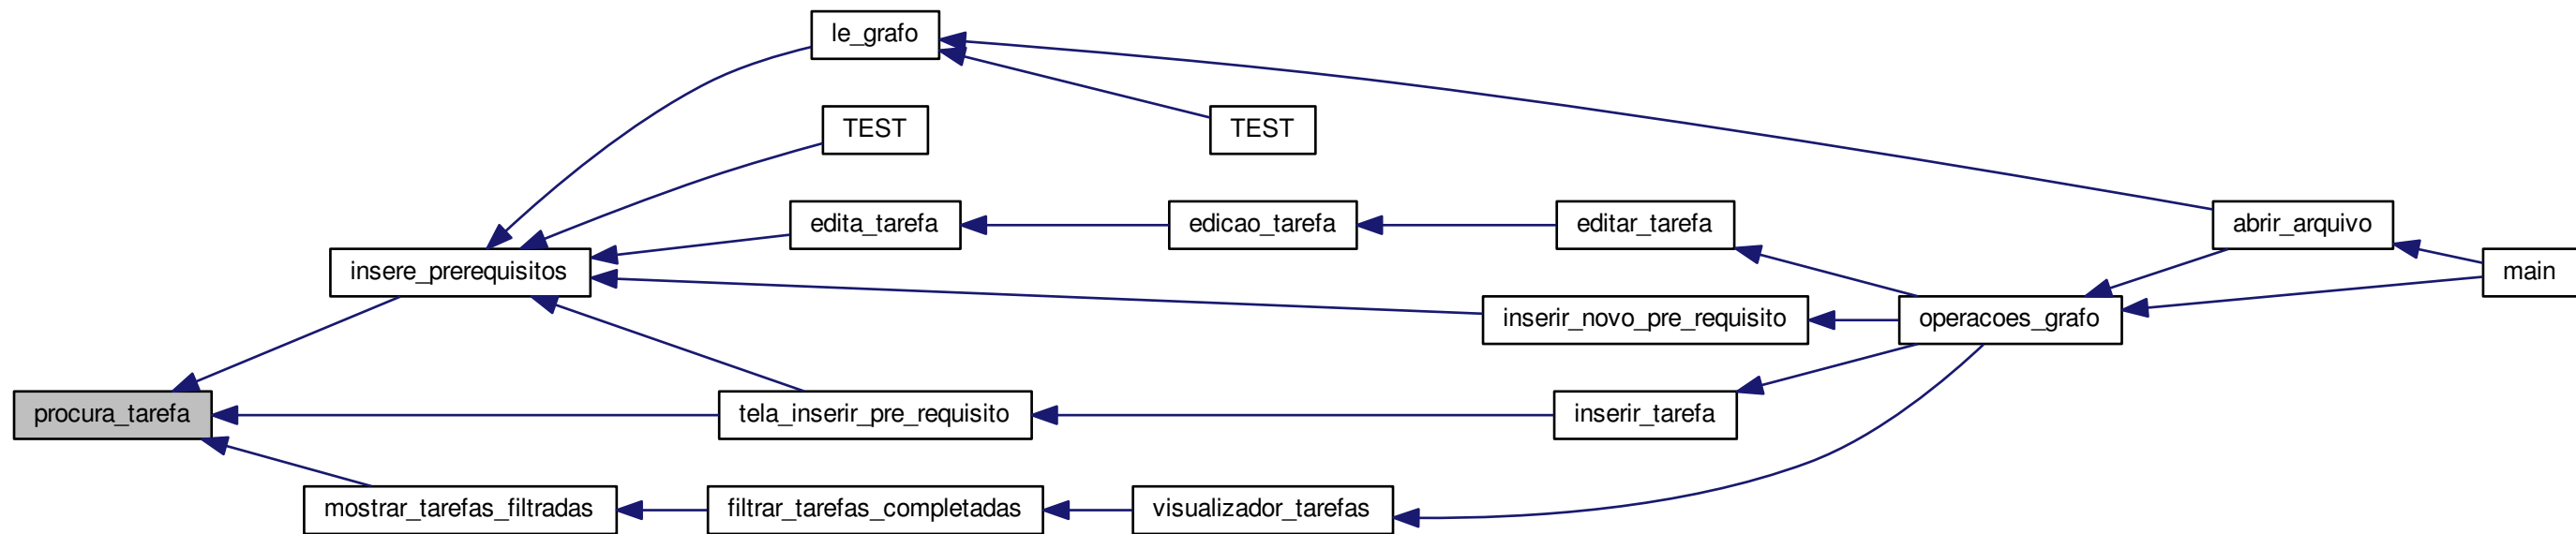 le_grafo
TEST
TEST
edita_tarefa
edicao_tarefa
editar_tarefa
abrir_arquivo
insere_prerequisitos
main
inserir_novo_pre_requisito
operacoes_grafo
procura_tarefa
tela_inserir_pre_requisito
inserir_tarefa
mostrar_tarefas_filtradas
filtrar_tarefas_completadas
visualizador_tarefas